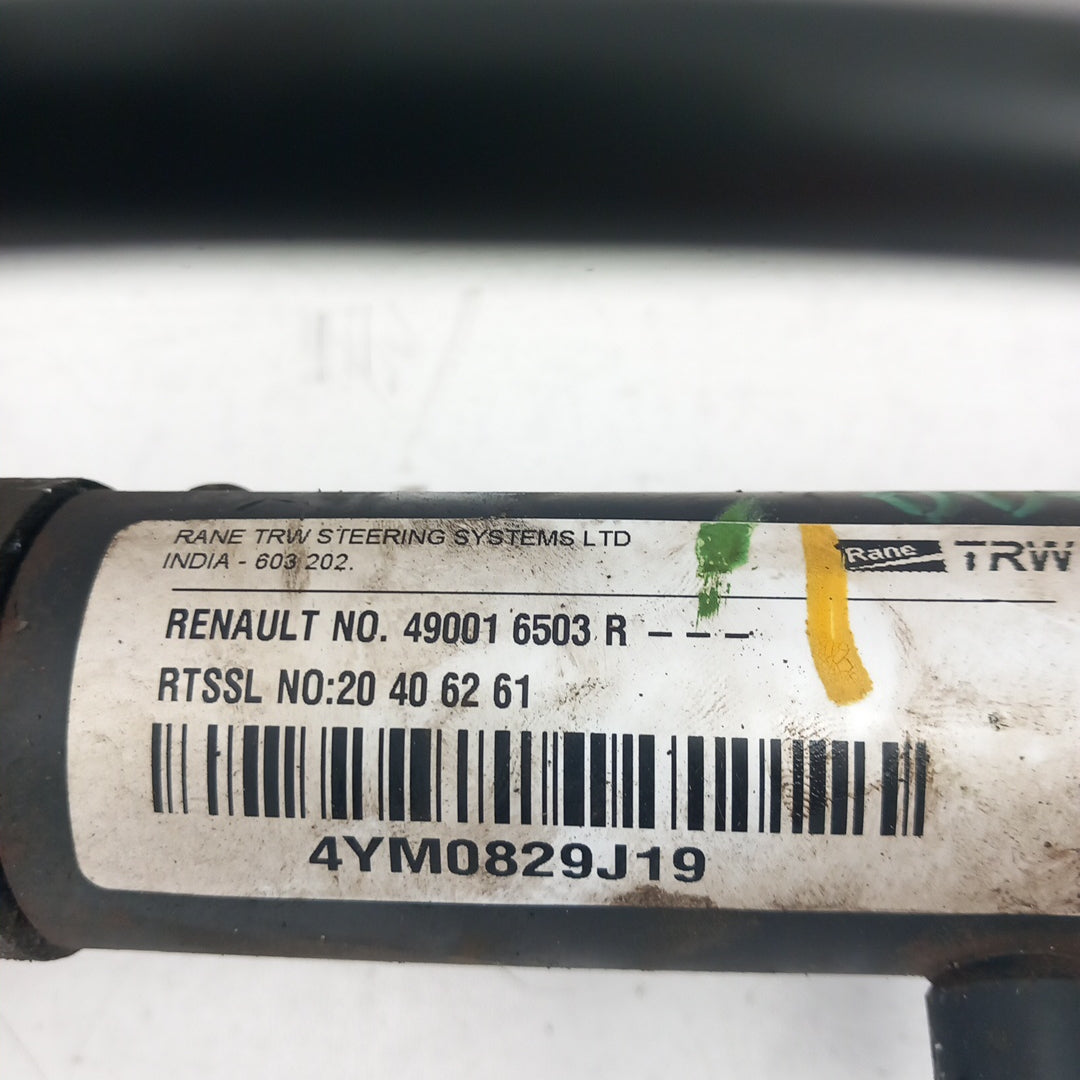 RANE TRW STEERING SYSTEMS LTD
INDIA - 603 202.
Rane TRW
RENAULT NO. 49001 6503 R - - -
RTSSL NO:20 40 62 61
4YM0829J19